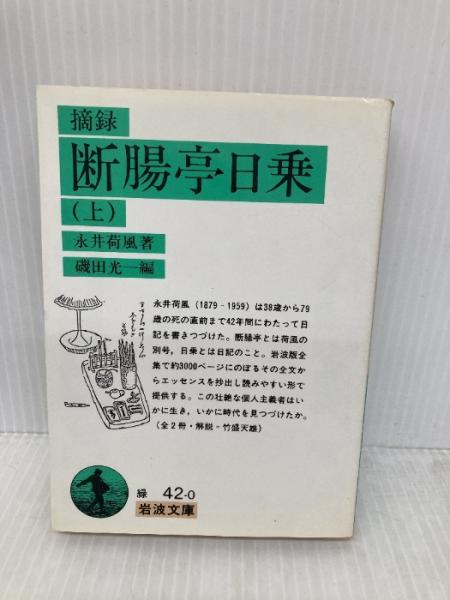 摘録
断腸亭日乗
(上)
永井荷風著
磯田光一編
永井荷風(1879-1959)は38歳から79
歳の死の直前まで42年間にわたって日
記を書きつづけた。断腸亭とは荷風の
別号,日乗とは日記のこと。岩波版全
集で約3000ページにのぼるその全文か
らエッセンスを抄出し読みやすい形で
提供する。この壮絶な個人主義者はい
かに生き,いかに時代を見つづけたか。
(全2冊・解説-竹盛天雄)
緑 42-0
岩波文庫